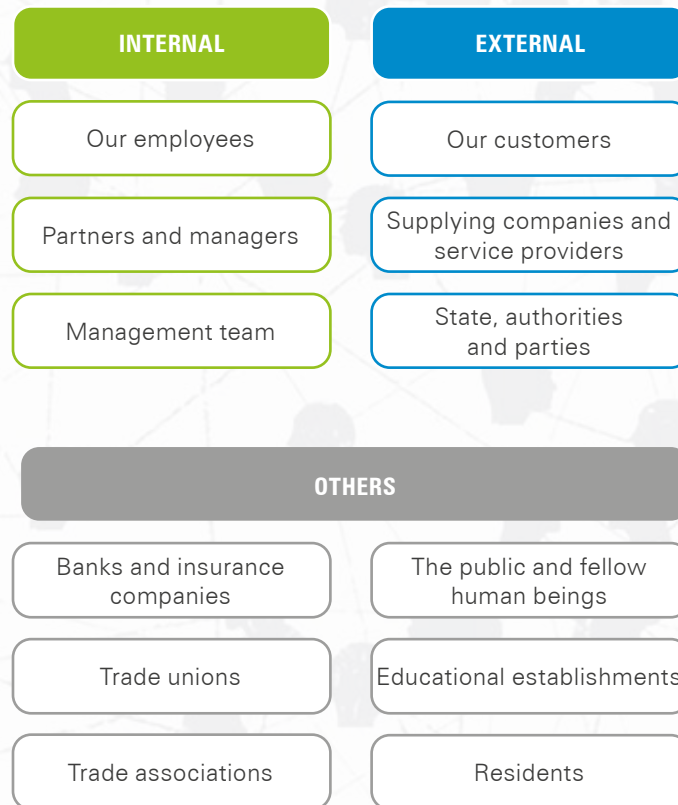 INTERNAL
EXTERNAL
Our employees
Our customers
Partners and managers
Supplying companies and
service providers
Management team
State, authorities
and parties
OTHERS
Banks and insurance
companies
The public and fellow
human beings
Trade unions
Educational establishments
Trade associations
Residents